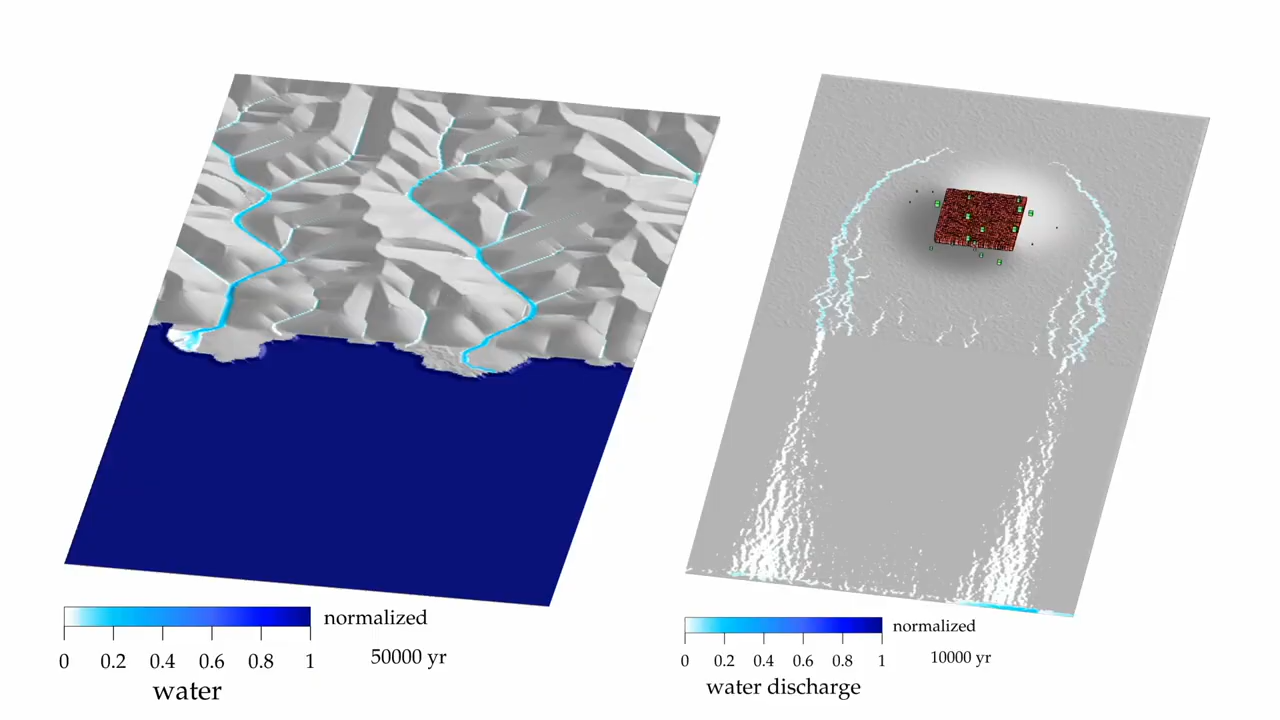 normalized
0 0.2 0.4 0.6 0.8 1
50000 yr
water
normalized
0 0.2 0.4 0.6 0.8 1
10000 yr
water discharge